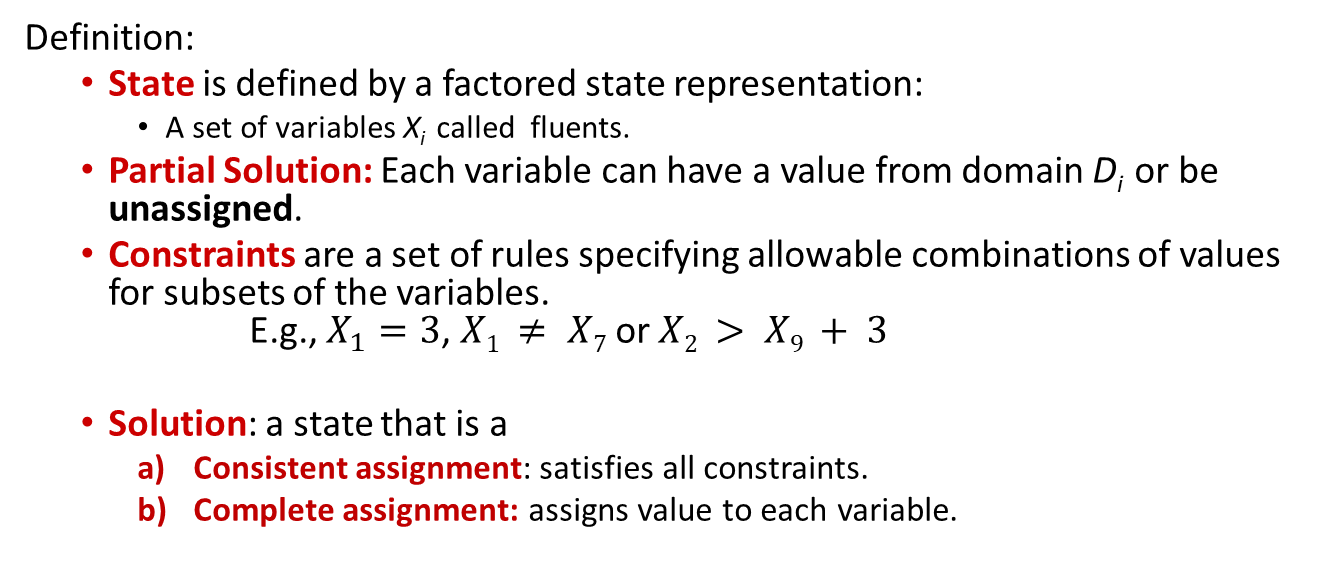 Definition:
• State is defined by a factored state representation:
• A set of variables Xᵢ called fluents.
• Partial Solution: Each variable can have a value from domain Dᵢ or be
unassigned.
• Constraints are a set of rules specifying allowable combinations of values
for subsets of the variables.
E.g., X₁ = 3, X₁ ≠ X₇ or X₂ > X₉ + 3
• Solution: a state that is a
a) Consistent assignment: satisfies all constraints.
b) Complete assignment: assigns value to each variable.